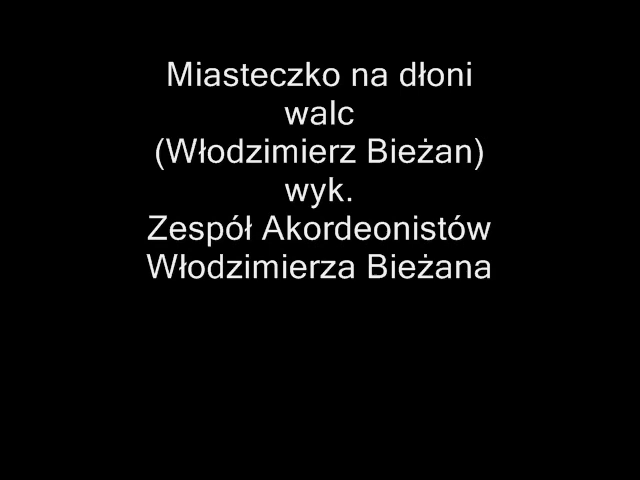 Miasteczko na dłoni
walc
(Włodzimierz Bieżan)
wyk.
Zespół Akordeonistów
Włodzimierza Bieżana